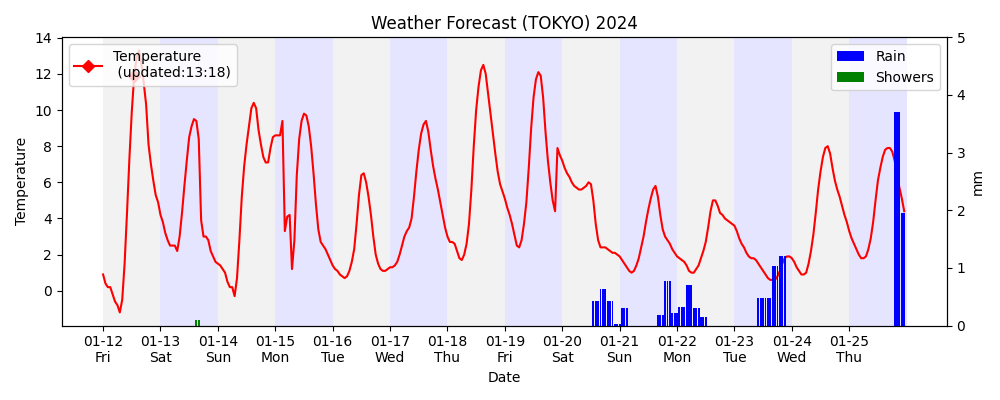 Weather Forecast (TOKYO) 2024
Temperature
(updated:13:18)
Rain
Showers
14
12
10
8
6
4
2
0
Temperature
5
4
3
2
1
0
mm
01-12 01-13 01-14 01-15 01-16 01-17 01-18 01-19 01-20 01-21 01-22 01-23 01-24 01-25
Fri Sat Sun Mon Tue Wed Thu Fri Sat Sun Mon Tue Wed Thu
Date